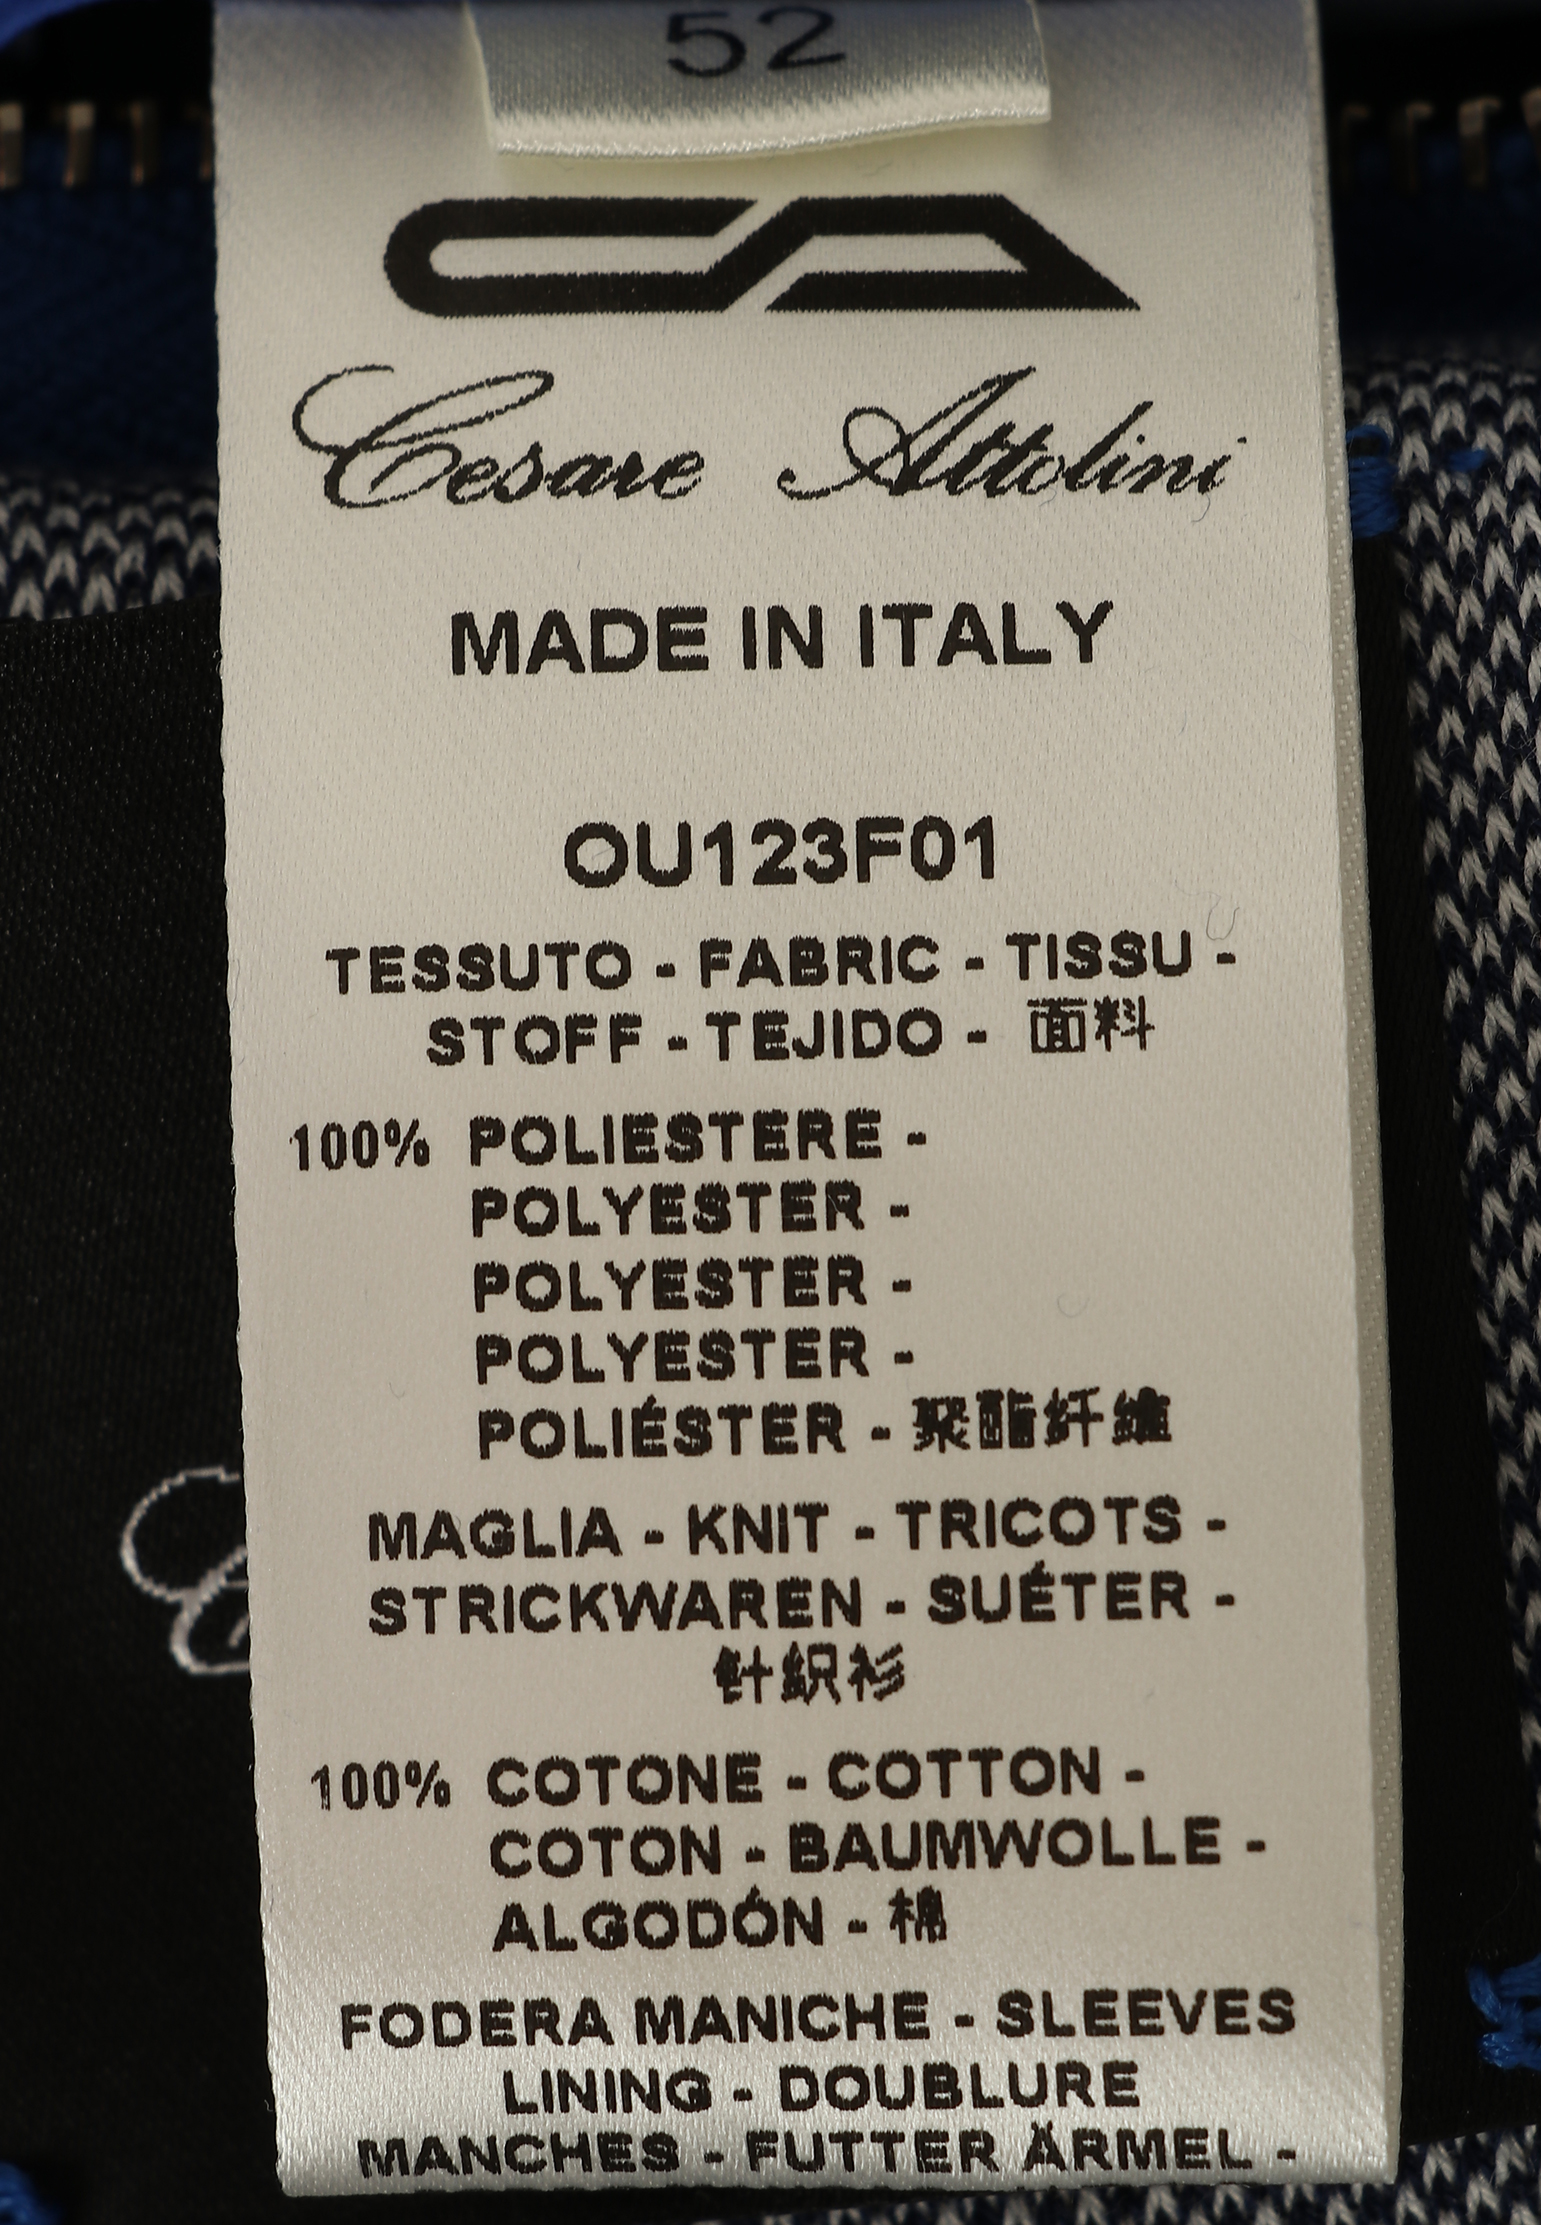 52
CA
Cesare Attolini
MADE IN ITALY
OU123F01
TESSUTO - FABRIC - TISSU -
STOFF - TEJIDO - 面料
100% POLIESTERE -
POLYESTER -
POLYESTER -
POLYESTER -
POLIÉSTER - 聚酯纤维
MAGLIA - KNIT - TRICOTS -
STRICKWAREN - SUÉTER -
针织衫
100% COTONE - COTTON -
COTON - BAUMWOLLE -
ALGODÓN - 棉
FODERA MANICHE - SLEEVES
LINING - DOUBLURE
MANCHES - FUTTER ÄRMEL -